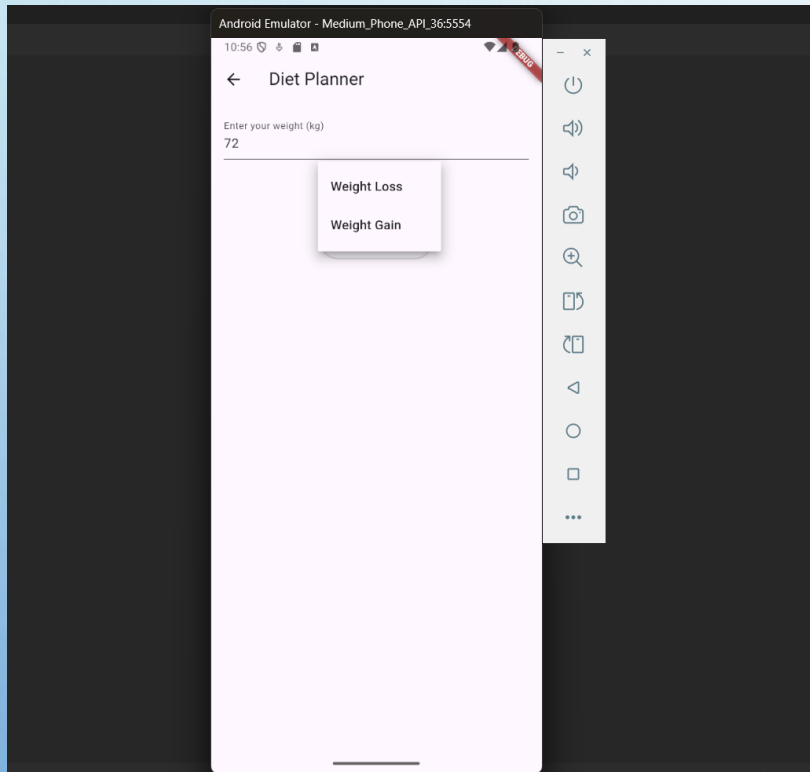 Android Emulator - Medium_Phone_API_36:5554
10:56
DEBUG
Diet Planner
Enter your weight (kg)
72
Weight Loss
Weight Gain